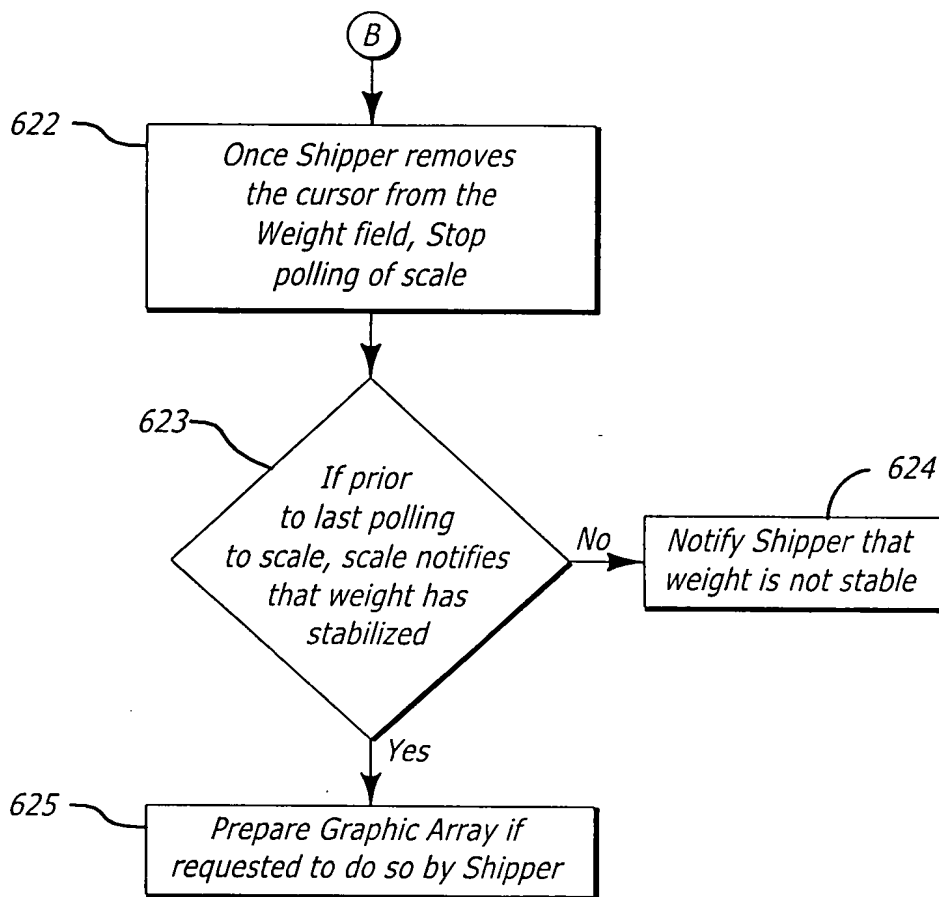 B
622
Once Shipper removes
the cursor from the
Weight field, Stop
polling of scale
623
If prior
to last polling
to scale, scale notifies
that weight has
stabilized
No
624
Notify Shipper that
weight is not stable
Yes
625
Prepare Graphic Array if
requested to do so by Shipper